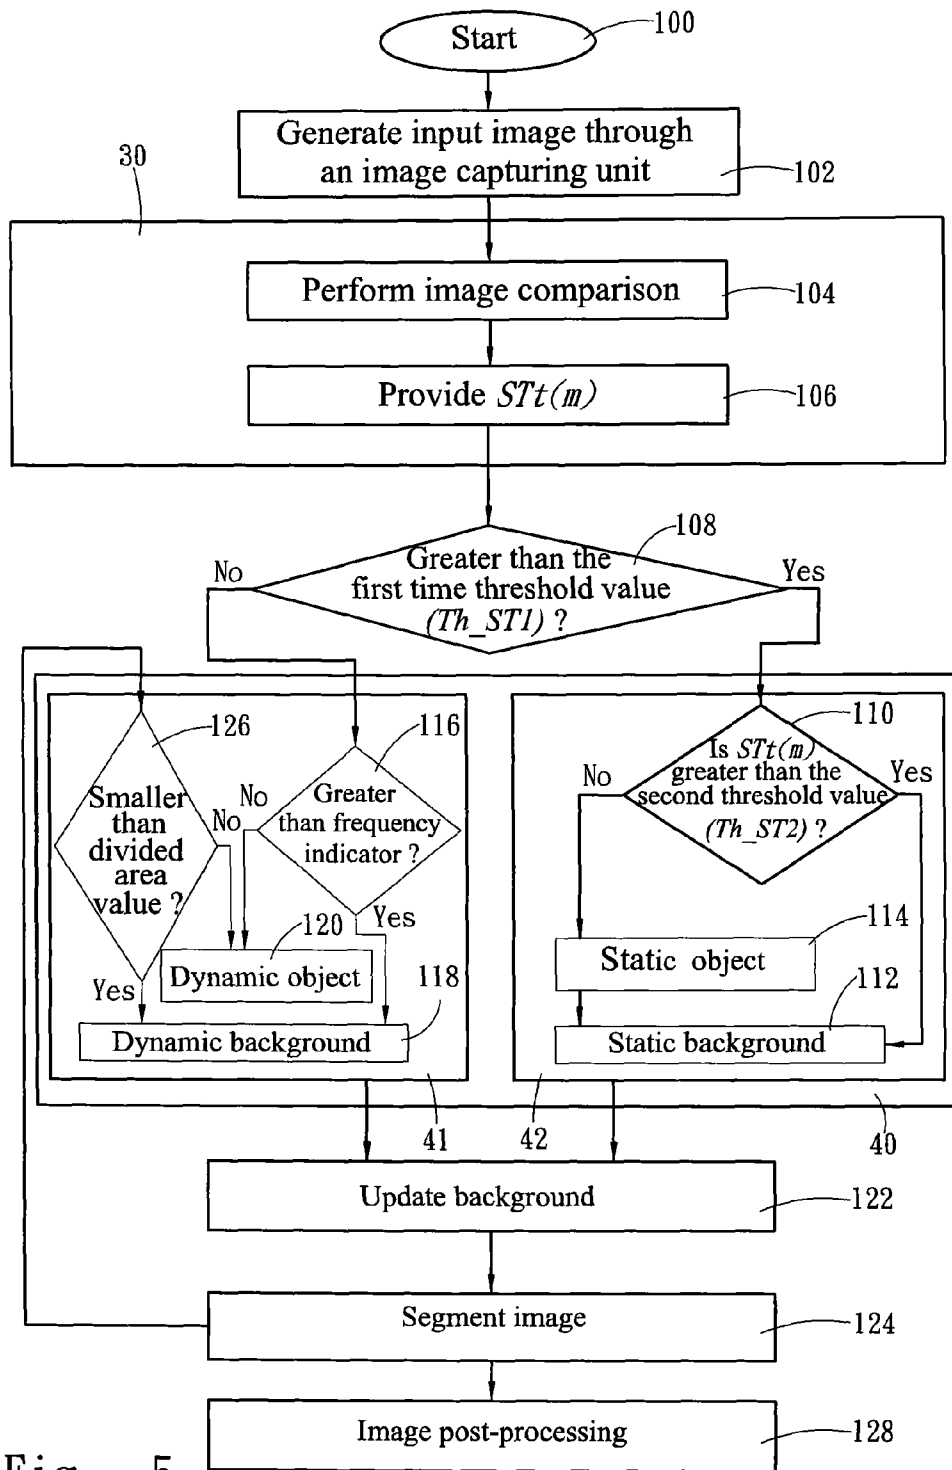 Start
100
Generate input image through
an image capturing unit
102
30
Perform image comparison
104
Provide STt(m)
106
108
Greater than the
first time threshold value
(Th_ST1) ?
No
Yes
126
Smaller
than
divided
area
value ?
No
Yes
116
Greater
than frequency
indicator ?
No
Yes
120
Dynamic object
118
Dynamic background
110
Is STt(m)
greater than the
second threshold value
(Th_ST2) ?
No
Yes
114
Static object
112
Static background
41
42
40
Update background
122
Segment image
124
Image post-processing
128
Fig. 5